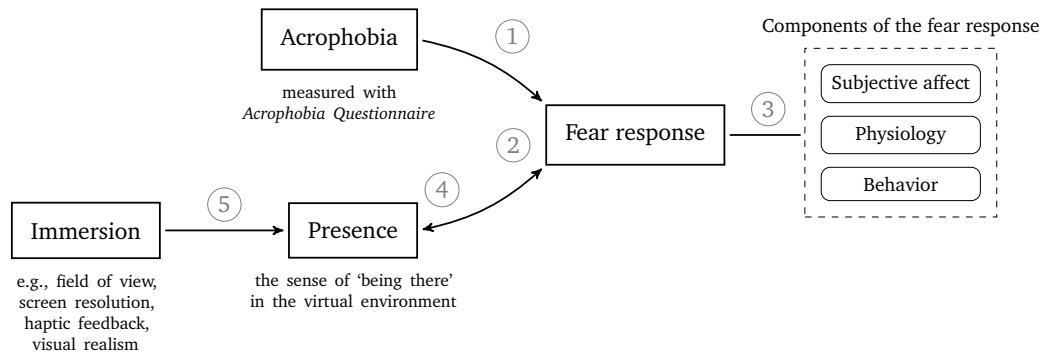 Acrophobia
measured with
Acrophobia Questionnaire
1
Fear response
2
3
Components of the fear response
Subjective affect
Physiology
Behavior
Immersion
e.g., field of view,
screen resolution,
haptic feedback,
visual realism
5
Presence
the sense of ‘being there’
in the virtual environment
4